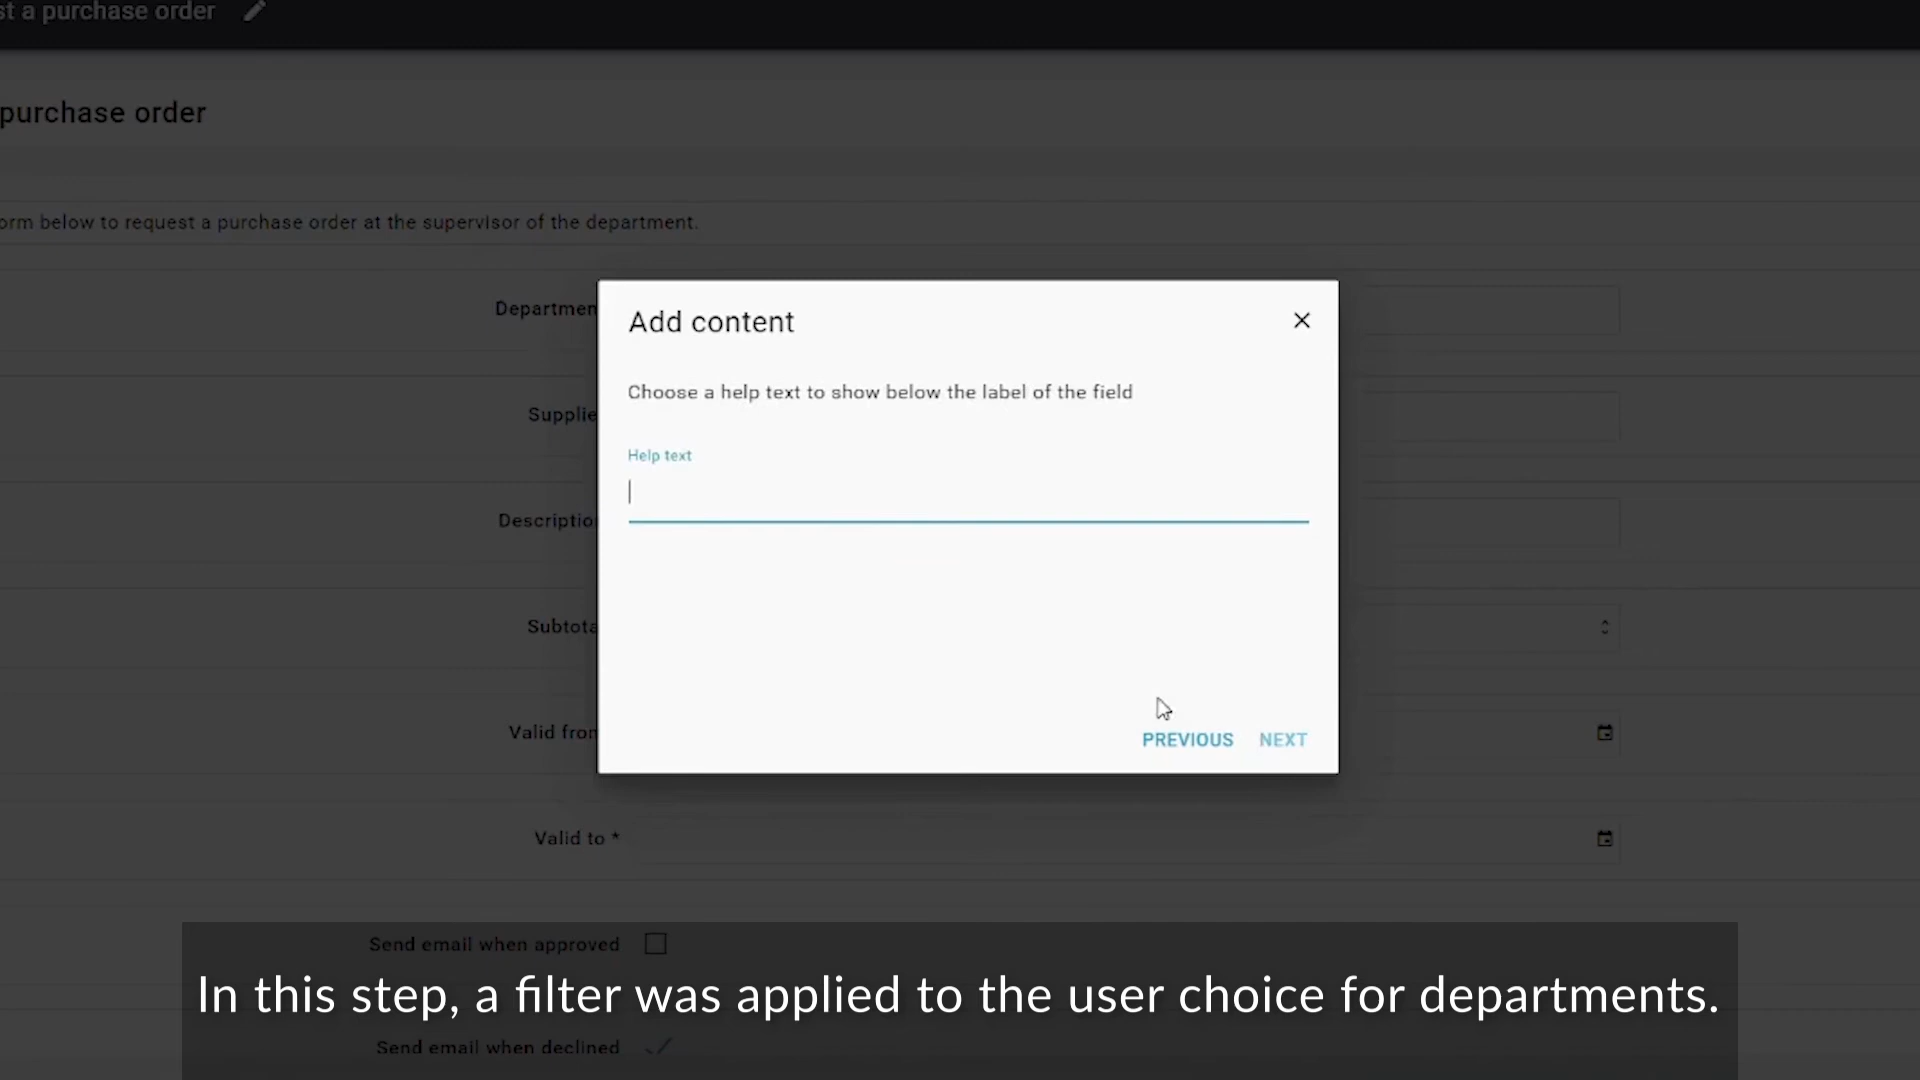 st a purchase order
purchase order
orm below to request a purchase order at the supervisor of the department.
Departmen
Supplie
Descriptio
Subtota
Valid fron
Valid to *
Send email when approved
Send email when declined
Add content
Choose a help text to show below the label of the field
Help text
PREVIOUS NEXT
In this step, a filter was applied to the user choice for departments.